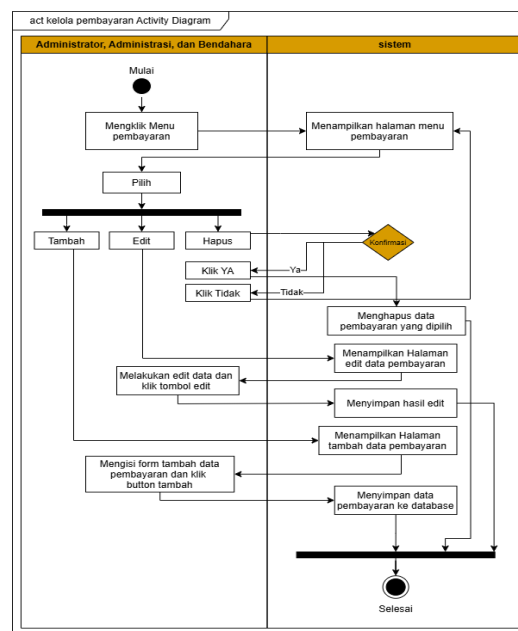 act kelola pembayaran Activity Diagram
Administrator, Administrasi, dan Bendahara
sistem
Mulai
Mengklik Menu
pembayaran
Menampilkan halaman menu
pembayaran
Pilih
Tambah
Edit
Hapus
Konfirmasi
Klik YA
Ya
Klik Tidak
Tidak
Menghapus data
pembayaran yang dipilih
Menampilkan Halaman
edit data pembayaran
Melakukan edit data dan
klik tombol edit
Menyimpan hasil edit
Menampilkan Halaman
tambah data pembayaran
Mengisi form tambah data
pembayaran dan klik
button tambah
Menyimpan data
pembayaran ke database
Selesai